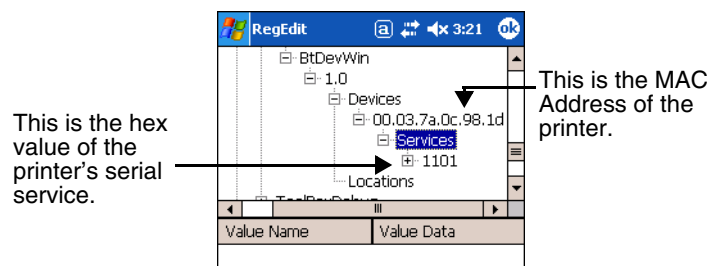 RegEdit a 3:21 ok
BtDevWin
1.0
Devices
00.03.7a.0c.98.1d
Services
1101
Locations
Value Name Value Data
This is the MAC
Address of the
printer.
This is the hex
value of the
printer's serial
service.